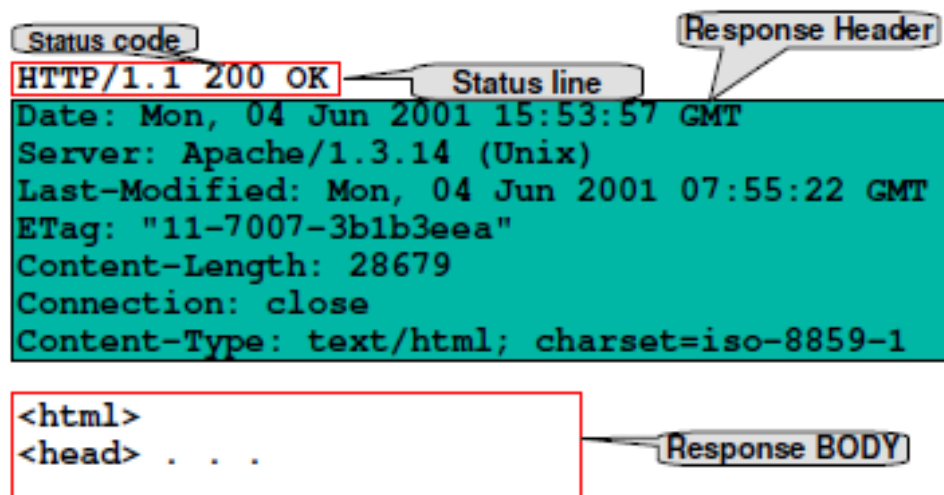 Status code
Response Header
HTTP/1.1 200 OK
Status line
Date: Mon, 04 Jun 2001 15:53:57 GMT
Server: Apache/1.3.14 (Unix)
Last-Modified: Mon, 04 Jun 2001 07:55:22 GMT
ETag: "11-7007-3b1b3eea"
Content-Length: 28679
Connection: close
Content-Type: text/html; charset=iso-8859-1
<html>
<head> . . .
Response BODY